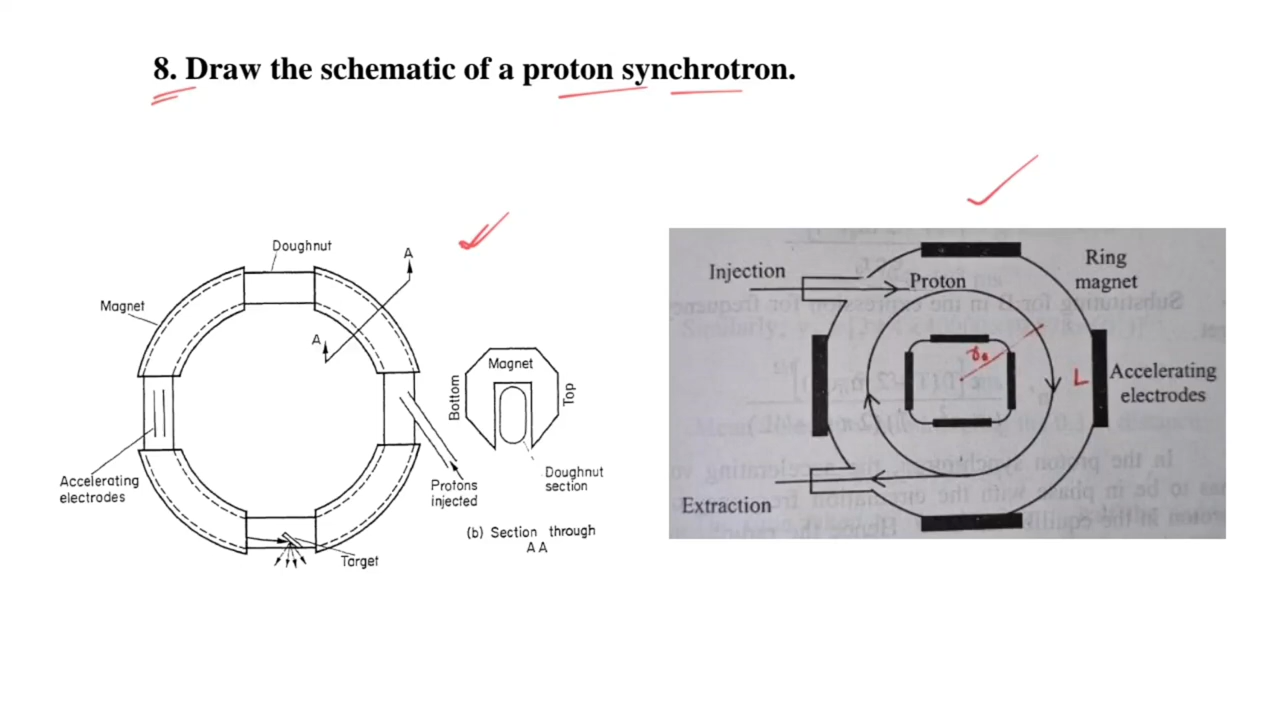 8. Draw the schematic of a proton synchrotron.
Doughnut
A
Magnet
A
Magnet
Bottom
Top
Accelerating
electrodes
Protons
injected
Doughnut
section
(b) Section through
AA
Target
Injection
Proton
Ring
magnet
r₀
L
Accelerating
electrodes
Extraction